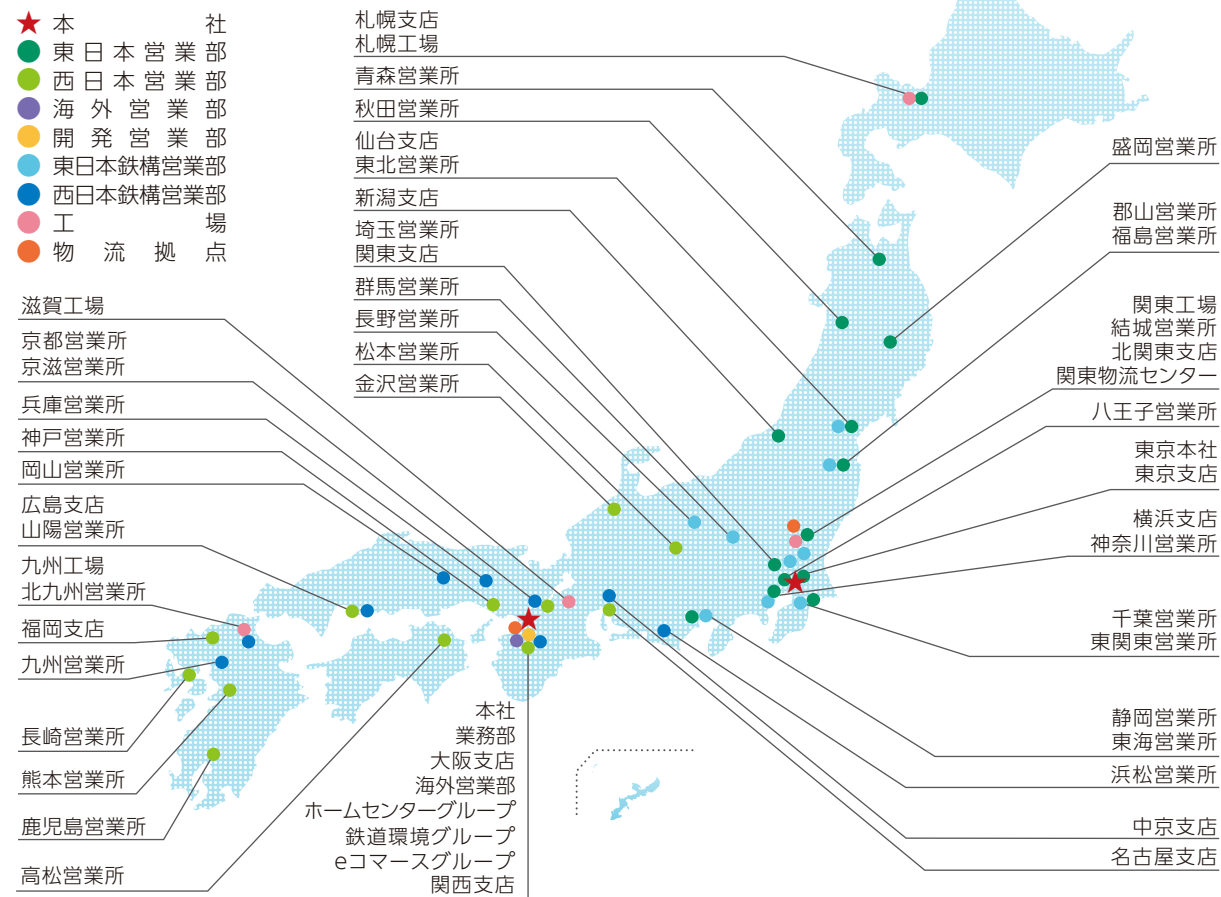 本社
東日本営業部
西日本営業部
海外営業部
開発営業部
東日本鉄構営業部
西日本鉄構営業部
工場
物流拠点
滋賀工場
京都営業所
京滋営業所
兵庫営業所
神戸営業所
岡山営業所
広島支店
山陽営業所
九州工場
北九州営業所
福岡支店
九州営業所
長崎営業所
熊本営業所
鹿児島営業所
高松営業所
札幌支店
札幌工場
青森営業所
秋田営業所
仙台支店
東北営業所
新潟支店
埼玉営業所
関東支店
群馬営業所
長野営業所
松本営業所
金沢営業所
本社
業務部
大阪支店
海外営業部
ホームセンターグループ
鉄道環境グループ
eコマースグループ
関西支店
盛岡営業所
郡山営業所
福島営業所
関東工場
結城営業所
北関東支店
関東物流センター
八王子営業所
東京本社
東京支店
横浜支店
神奈川営業所
千葉営業所
東関東営業所
静岡営業所
東海営業所
浜松営業所
中京支店
名古屋支店